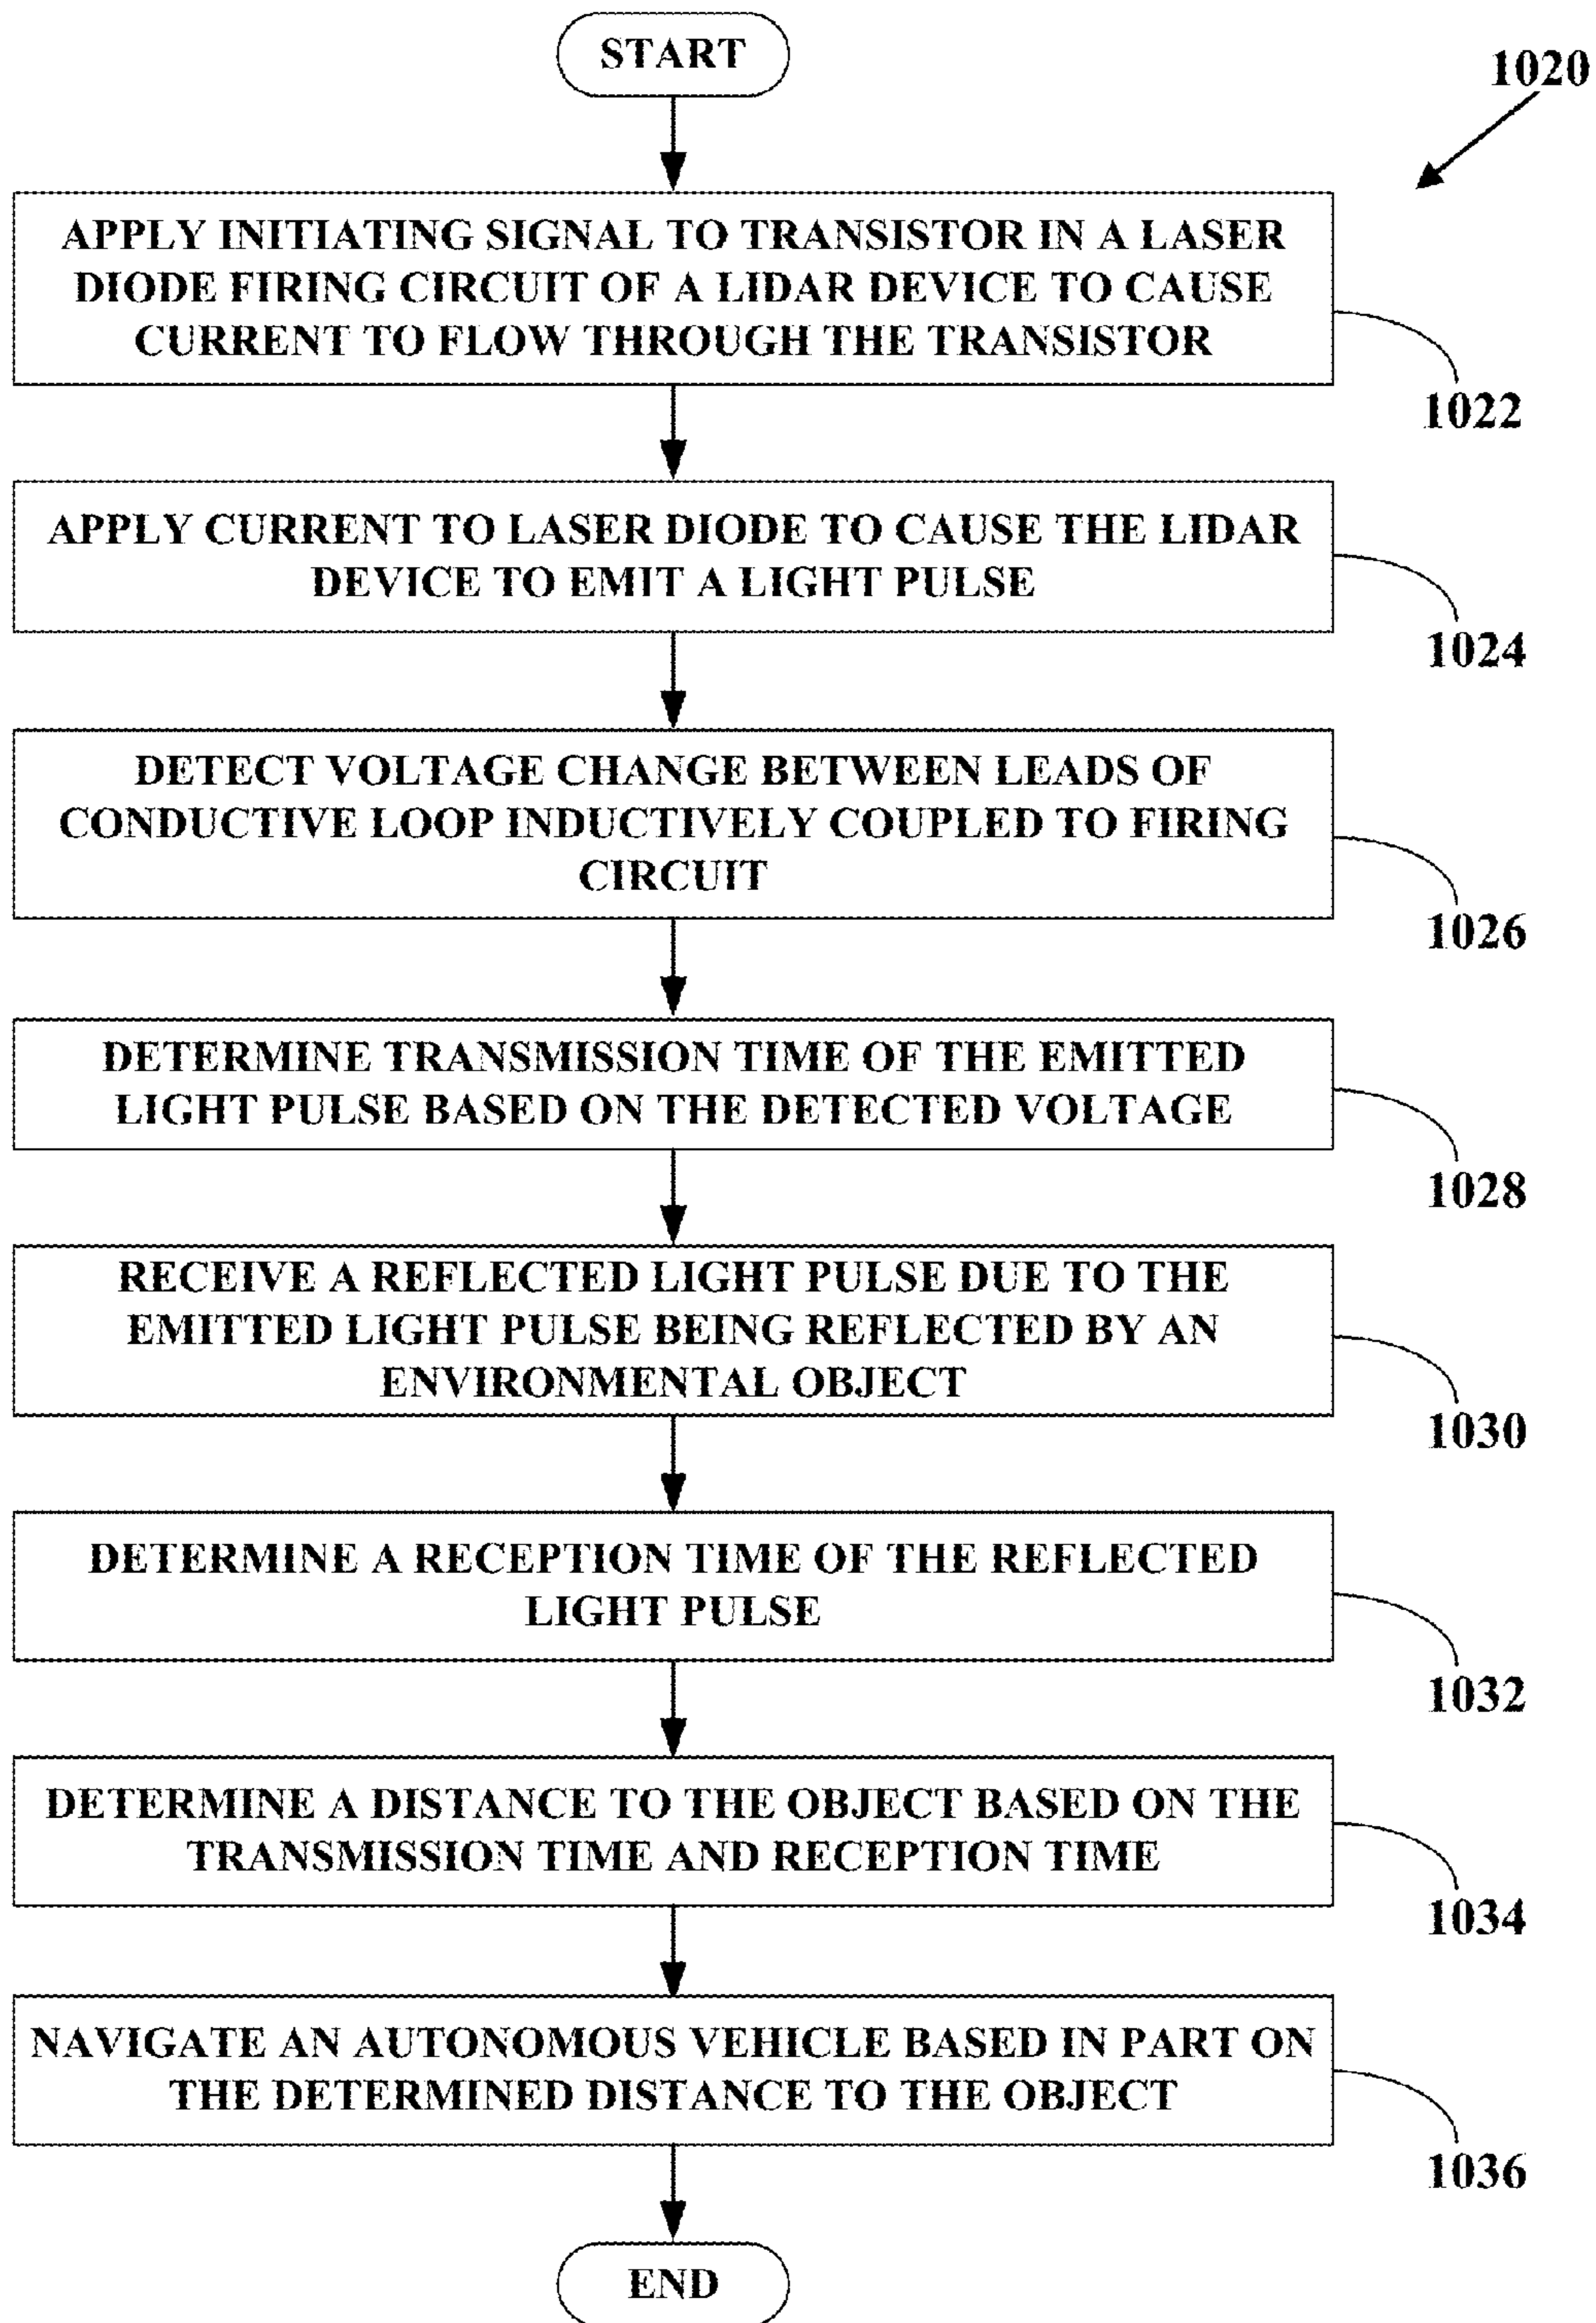 START
1020
APPLY INITIATING SIGNAL TO TRANSISTOR IN A LASER
DIODE FIRING CIRCUIT OF A LIDAR DEVICE TO CAUSE
CURRENT TO FLOW THROUGH THE TRANSISTOR
1022
APPLY CURRENT TO LASER DIODE TO CAUSE THE LIDAR
DEVICE TO EMIT A LIGHT PULSE
1024
DETECT VOLTAGE CHANGE BETWEEN LEADS OF
CONDUCTIVE LOOP INDUCTIVELY COUPLED TO FIRING
CIRCUIT
1026
DETERMINE TRANSMISSION TIME OF THE EMITTED
LIGHT PULSE BASED ON THE DETECTED VOLTAGE
1028
RECEIVE A REFLECTED LIGHT PULSE DUE TO THE
EMITTED LIGHT PULSE BEING REFLECTED BY AN
ENVIRONMENTAL OBJECT
1030
DETERMINE A RECEPTION TIME OF THE REFLECTED
LIGHT PULSE
1032
DETERMINE A DISTANCE TO THE OBJECT BASED ON THE
TRANSMISSION TIME AND RECEPTION TIME
1034
NAVIGATE AN AUTONOMOUS VEHICLE BASED IN PART ON
THE DETERMINED DISTANCE TO THE OBJECT
1036
END